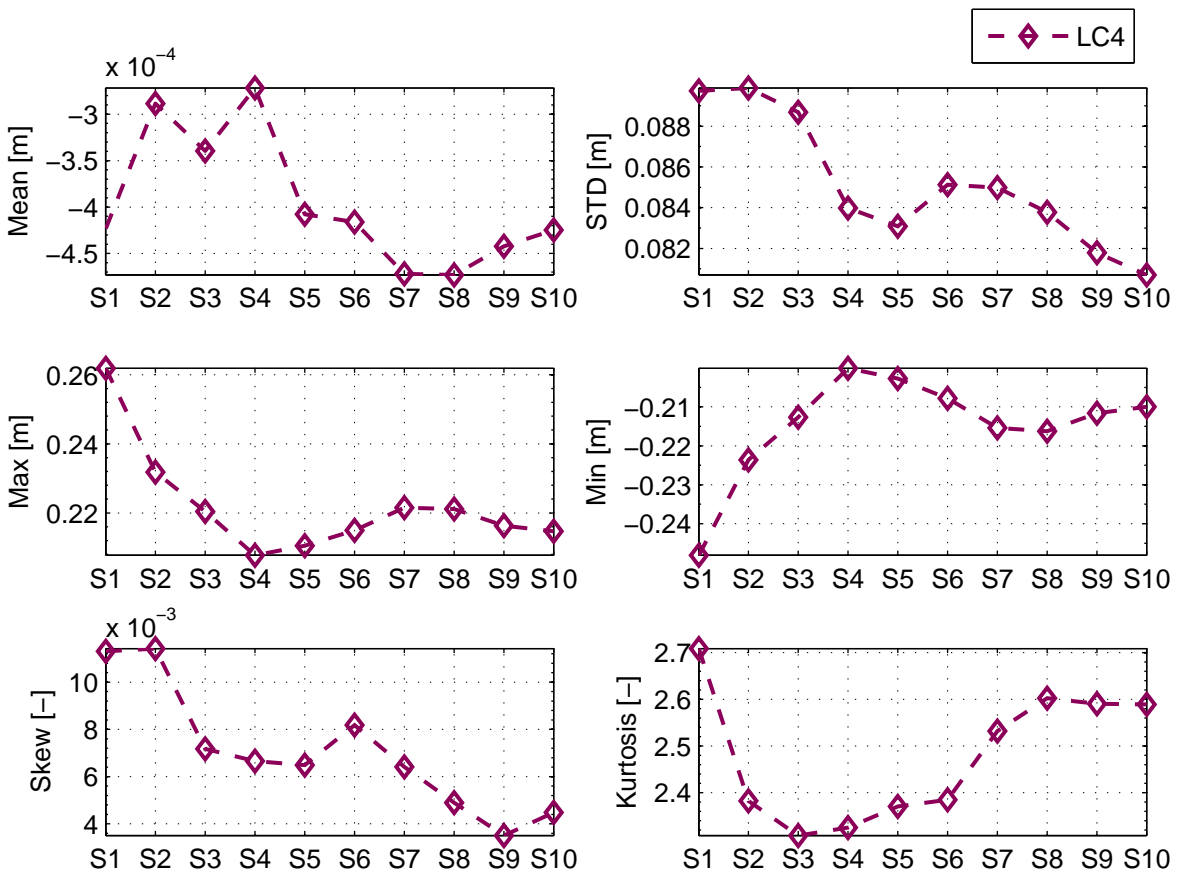 LC4
x 10⁻⁴
−3
−3.5
−4
−4.5
Mean [m]
S1 S2 S3 S4 S5 S6 S7 S8 S9 S10
0.088
0.086
0.084
0.082
STD [m]
S1 S2 S3 S4 S5 S6 S7 S8 S9 S10
0.26
0.24
0.22
Max [m]
S1 S2 S3 S4 S5 S6 S7 S8 S9 S10
−0.21
−0.22
−0.23
−0.24
Min [m]
S1 S2 S3 S4 S5 S6 S7 S8 S9 S10
x 10⁻³
10
8
6
4
Skew [−]
S1 S2 S3 S4 S5 S6 S7 S8 S9 S10
2.7
2.6
2.5
2.4
Kurtosis [−]
S1 S2 S3 S4 S5 S6 S7 S8 S9 S10